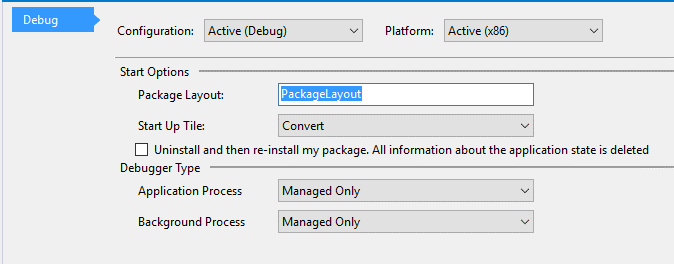 Debug
Configuration: Active (Debug) Platform: Active (x86)
Start Options
Package Layout: PackageLayout
Start Up Tile: Convert
Uninstall and then re-install my package. All information about the application state is deleted
Debugger Type
Application Process Managed Only
Background Process Managed Only